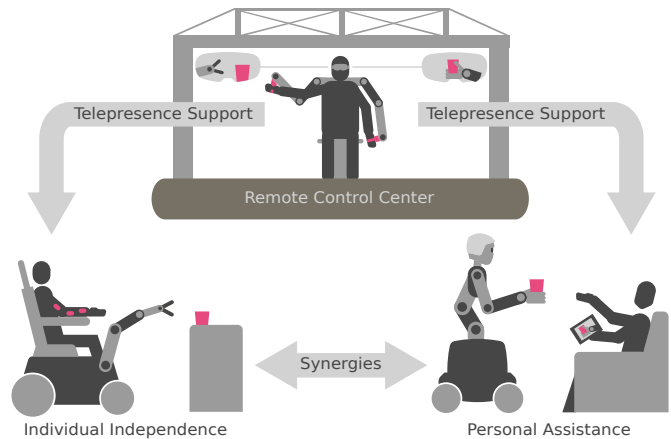 Telepresence Support
Telepresence Support
Remote Control Center
Synergies
Individual Independence
Personal Assistance